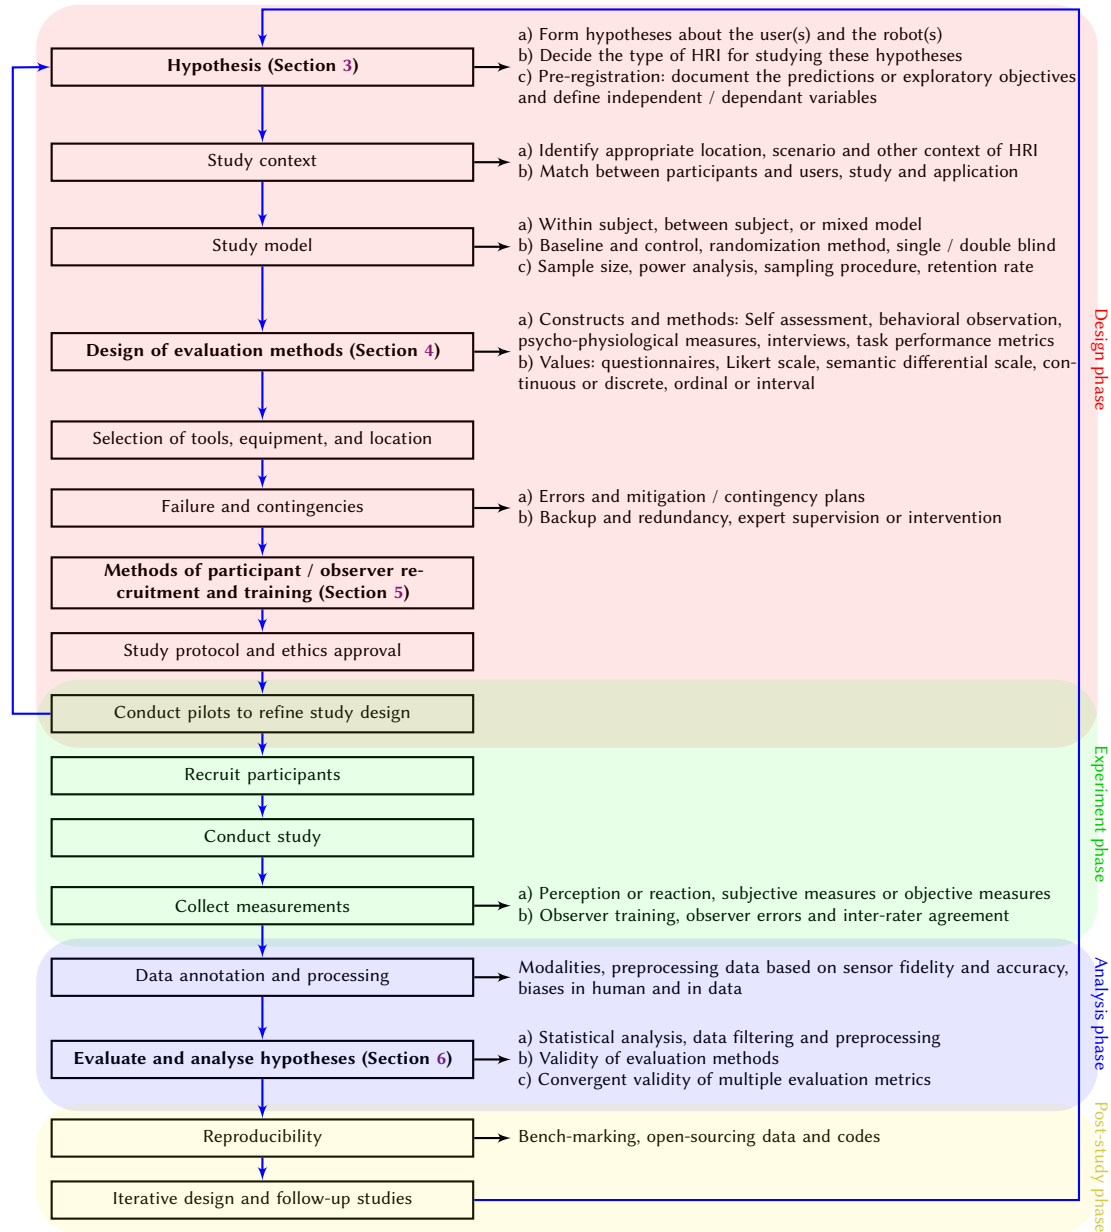 Hypothesis (Section 3)
a) Form hypotheses about the user(s) and the robot(s)
b) Decide the type of HRI for studying these hypotheses
c) Pre-registration: document the predictions or exploratory objectives
and define independent / dependant variables
Study context
a) Identify appropriate location, scenario and other context of HRI
b) Match between participants and users, study and application
Study model
a) Within subject, between subject, or mixed model
b) Baseline and control, randomization method, single / double blind
c) Sample size, power analysis, sampling procedure, retention rate
Design of evaluation methods (Section 4)
a) Constructs and methods: Self assessment, behavioral observation,
psycho-physiological measures, interviews, task performance metrics
b) Values: questionnaires, Likert scale, semantic differential scale, con-
tinuous or discrete, ordinal or interval
Selection of tools, equipment, and location
Failure and contingencies
a) Errors and mitigation / contingency plans
b) Backup and redundancy, expert supervision or intervention
Methods of participant / observer re-
cruitment and training (Section 5)
Study protocol and ethics approval
Conduct pilots to refine study design
Design phase
Recruit participants
Conduct study
Collect measurements
a) Perception or reaction, subjective measures or objective measures
b) Observer training, observer errors and inter-rater agreement
Experiment phase
Data annotation and processing
Modalities, preprocessing data based on sensor fidelity and accuracy,
biases in human and in data
Evaluate and analyse hypotheses (Section 6)
a) Statistical analysis, data filtering and preprocessing
b) Validity of evaluation methods
c) Convergent validity of multiple evaluation metrics
Analysis phase
Reproducibility
Bench-marking, open-sourcing data and codes
Iterative design and follow-up studies
Post-study phase